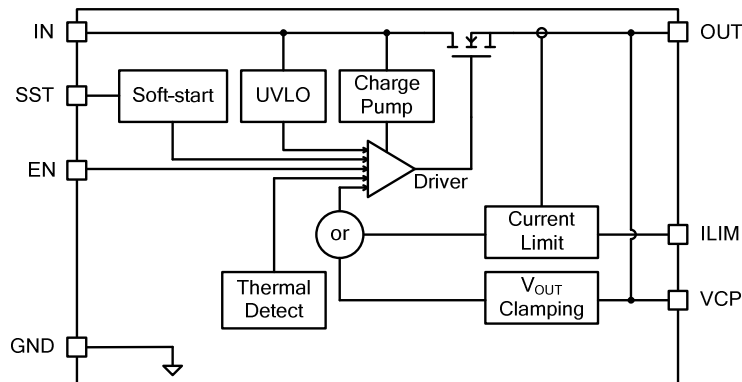 IN
OUT
SST
Soft-start
UVLO
Charge
Pump
EN
Driver
or
Current
Limit
ILIM
Thermal
Detect
VOUT
Clamping
VCP
GND